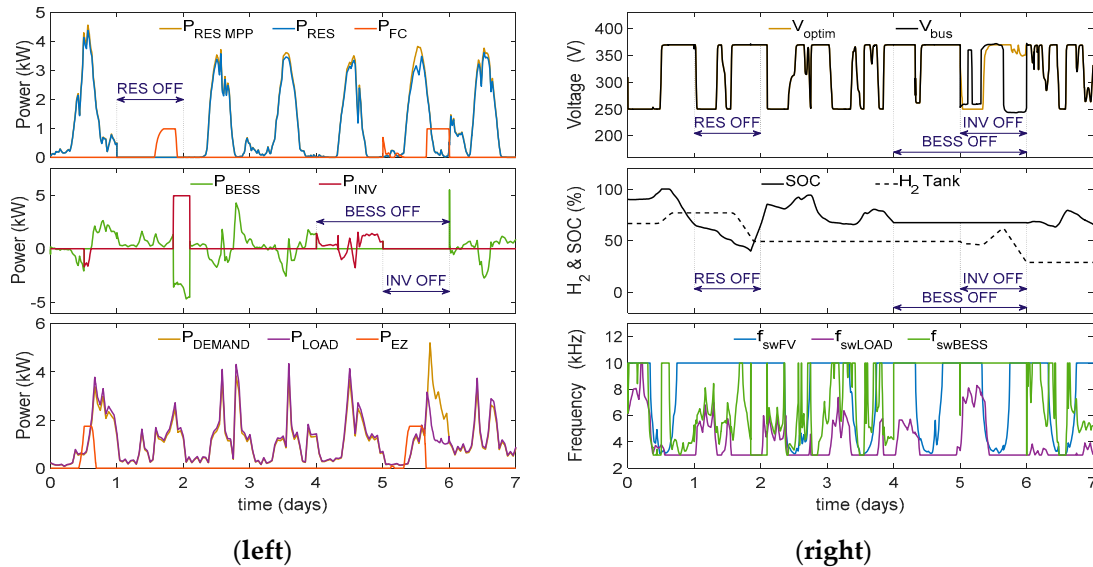 P_RES MPP P_RES P_FC
Power (kW)
5
4
3
2
1
0
RES OFF
P_BESS P_INV
Power (kW)
5
0
-5
BESS OFF
INV OFF
P_DEMAND P_LOAD P_EZ
Power (kW)
6
4
2
0
0 1 2 3 4 5 6 7
time (days)
(left)
V_optim V_bus
Voltage (V)
350
300
250
200
RES OFF
INV OFF
BESS OFF
SOC H_2 Tank
H_2 & SOC (%)
100
50
0
RES OFF
INV OFF
BESS OFF
f_swFV f_swLOAD f_swBESS
Frequency (kHz)
12
10
8
6
4
2
0 1 2 3 4 5 6 7
time (days)
(right)